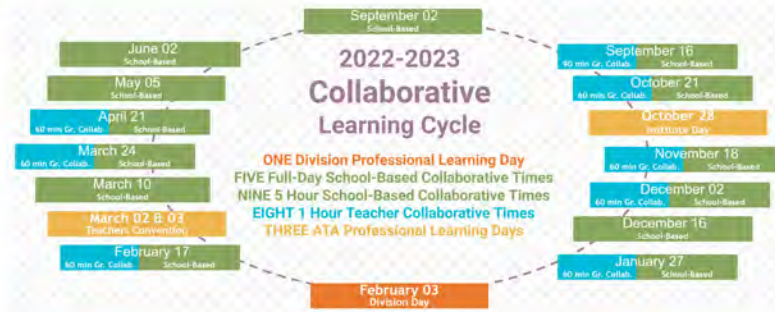 September 02
School-Based
2022-2023
Collaborative
Learning Cycle
ONE Division Professional Learning Day
FIVE Full-Day School-Based Collaborative Times
NINE 5 Hour School-Based Collaborative Times
EIGHT 1 Hour Teacher Collaborative Times
THREE ATA Professional Learning Days
September 16
90 min Gr. Collab. School-Based
October 21
60 min Gr. Collab. School-Based
October 28
Institute Day
November 18
60 min Gr. Collab. School-Based
December 02
60 min Gr. Collab. School-Based
December 16
School-Based
January 27
60 min Gr. Collab. School-Based
February 03
Division Day
February 17
60 min Gr. Collab. School-Based
March 02 & 03
Teachers Convention
March 10
School-Based
March 24
60 min Gr. Collab. School-Based
April 21
60 min Gr. Collab. School-Based
May 05
School-Based
June 02
School-Based